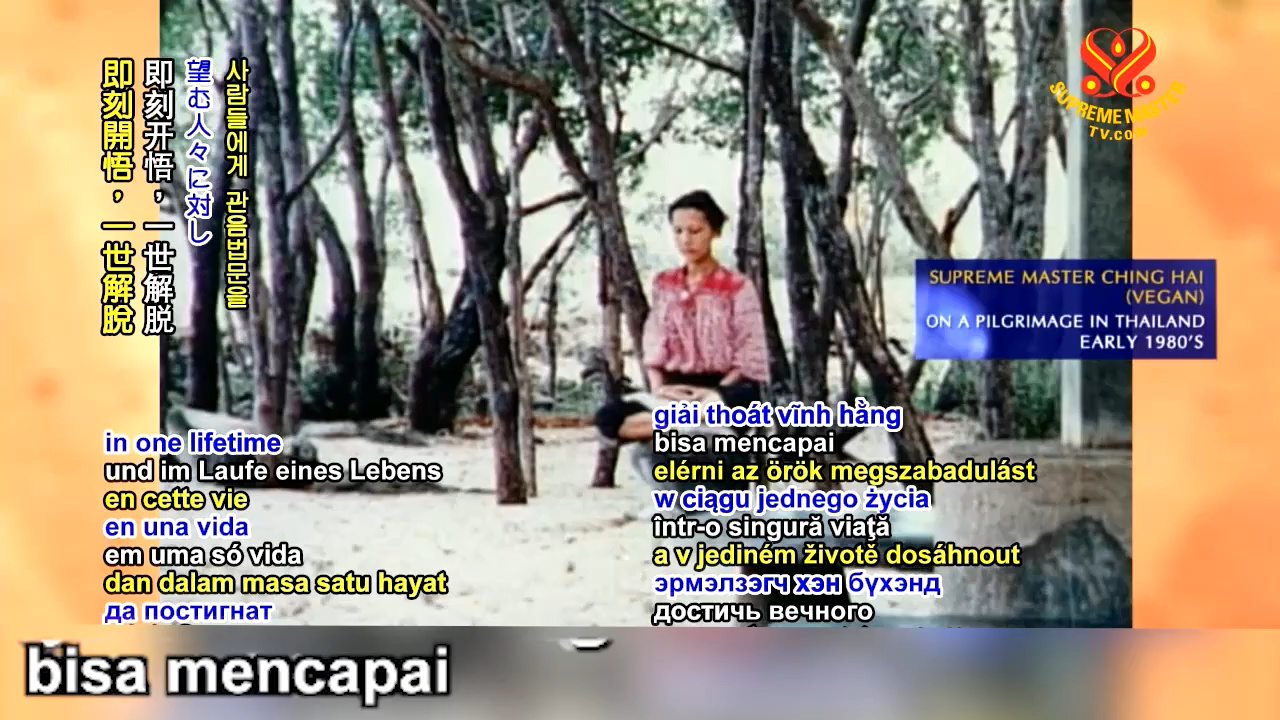 即刻開悟，一世解脫
即刻开悟，一世解脱
望む人々に対し
사람들에게 관음법문을
SUPREME MASTER
TV.com
SUPREME MASTER CHING HAI
(VEGAN)
ON A PILGRIMAGE IN THAILAND
EARLY 1980'S
in one lifetime
und im Laufe eines Lebens
en cette vie
en una vida
em uma só vida
dan dalam masa satu hayat
да постигнат
giải thoát vĩnh hằng
bisa mencapai
elérni az örök megszabadulást
w ciągu jednego życia
într-o singură viaţă
a v jediném životě dosáhnout
эрмэлзэгч хэн бүхэнд
достичь вечного
bisa mencapai